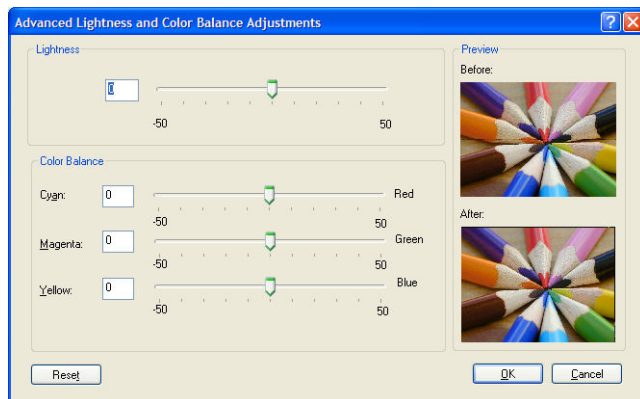 Advanced Lightness and Color Balance Adjustments
Lightness
0
-50 50
Color Balance
Cyan: 0 Red
-50 50
Magenta: 0 Green
-50 50
Yellow: 0 Blue
-50 50
Preview
Before:
After:
Reset
OK Cancel